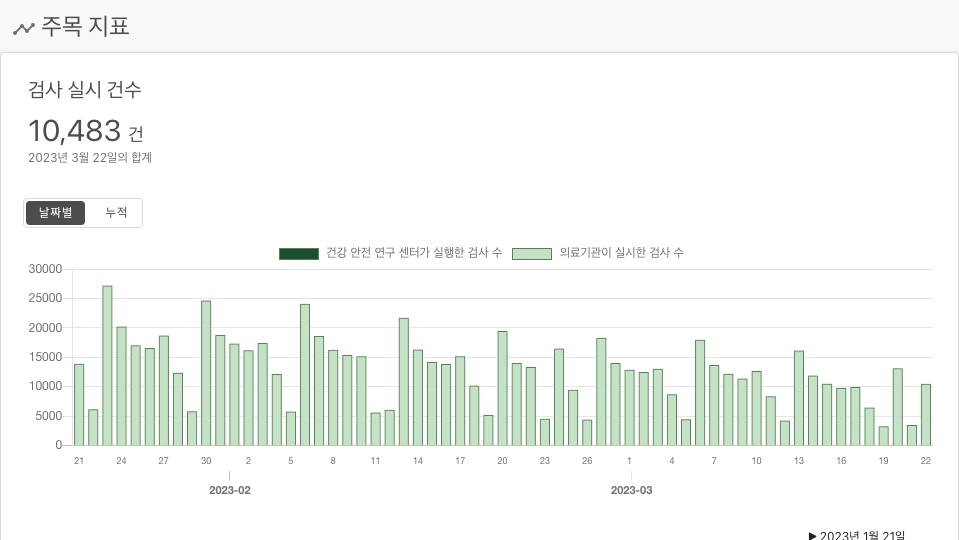 주목 지표
검사 실시 건수
10,483 건
2023년 3월 22일의 합계
날짜별 누적
건강 안전 연구 센터가 실행한 검사 수 의료기관이 실시한 검사 수
30000
25000
20000
15000
10000
5000
0
21 24 27 30 2 5 8 11 14 17 20 23 26 1 4 7 10 13 16 19 22
2023-02 2023-03
▶ 2023년 1월 21일